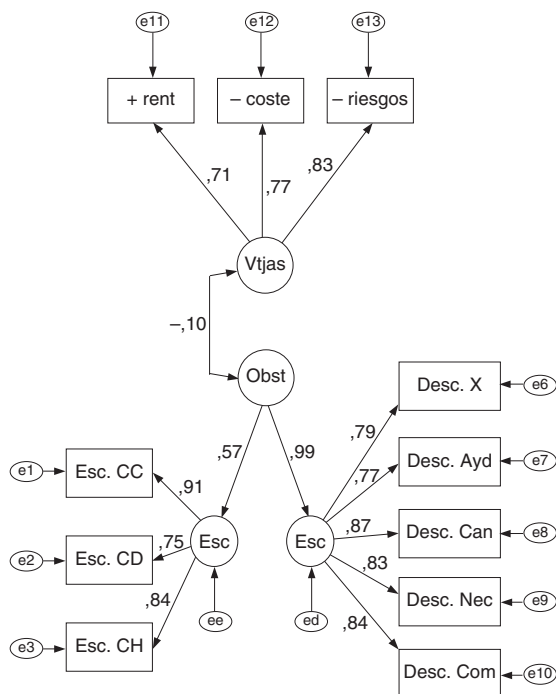 e11
e12
e13
+ rent
– coste
– riesgos
,71
,77
,83
Vtjas
–,10
Obst
,57
,99
Esc. CC
e1
,91
Esc
,75
Esc. CD
e2
,84
Esc. CH
e3
ee
Esc
ed
,79
Desc. X
e6
,77
Desc. Ayd
e7
,87
Desc. Can
e8
,83
Desc. Nec
e9
,84
Desc. Com
e10